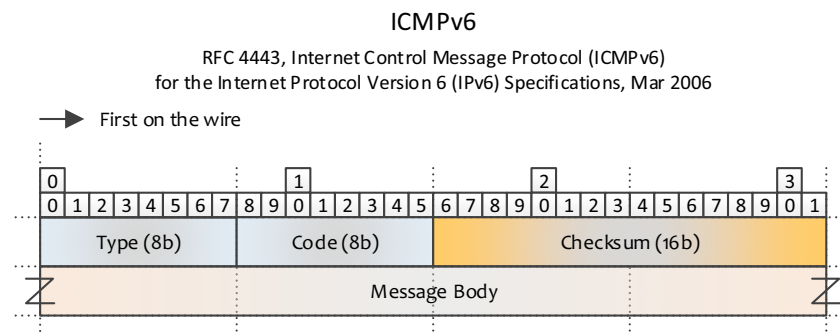 ICMPv6
RFC 4443, Internet Control Message Protocol (ICMPv6)
for the Internet Protocol Version 6 (IPv6) Specifications, Mar 2006
First on the wire
0 1 2 3
0 1 2 3 4 5 6 7 8 9 0 1 2 3 4 5 6 7 8 9 0 1 2 3 4 5 6 7 8 9 0 1
Type (8b) Code (8b) Checksum (16b)
Message Body